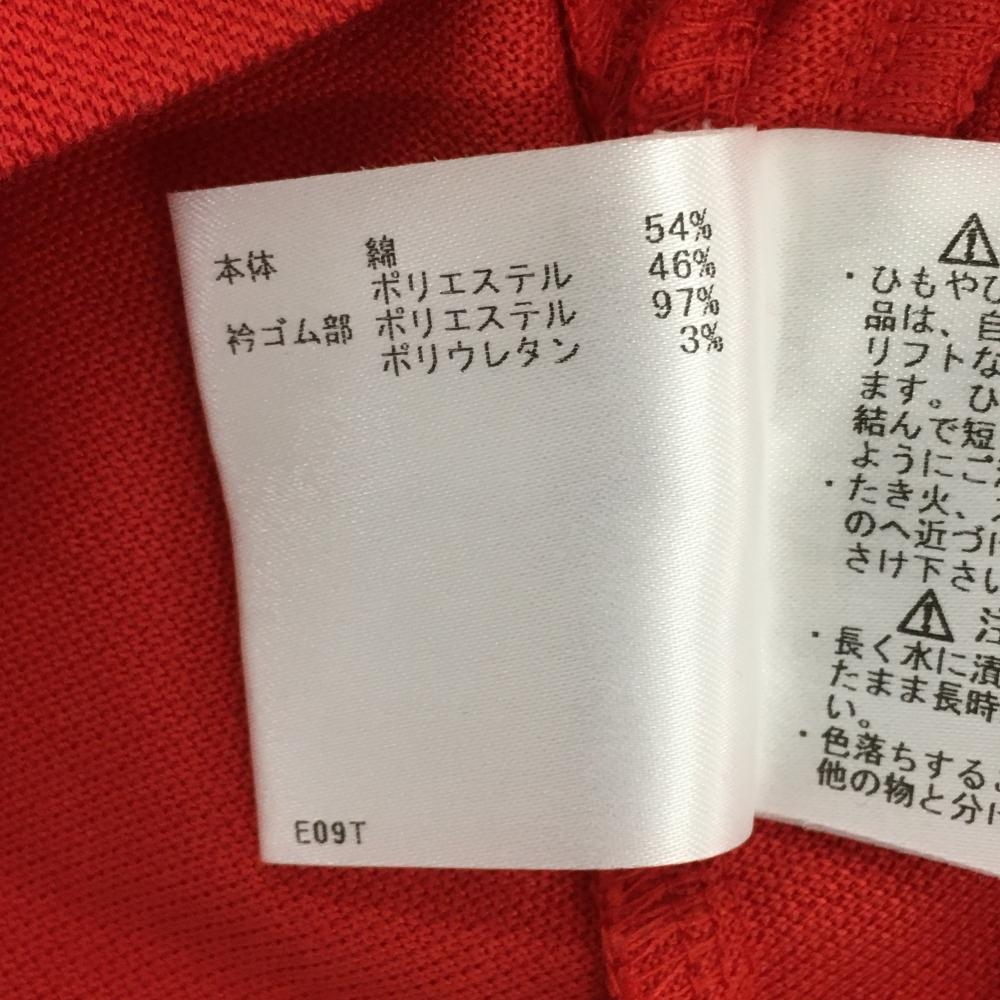 本体 綿 54%
ポリエステル 46%
衿ゴム部 ポリエステル 97%
ポリウレタン 3%
E09T
・ひもやひ
品は、自
リフトな
ます。ひ
結んで短
ようにご
・たき火、
のへ近づけ
さけ下さい
注
・長く水に漬
たまま長時
い。
・色落ちする
他の物と分け